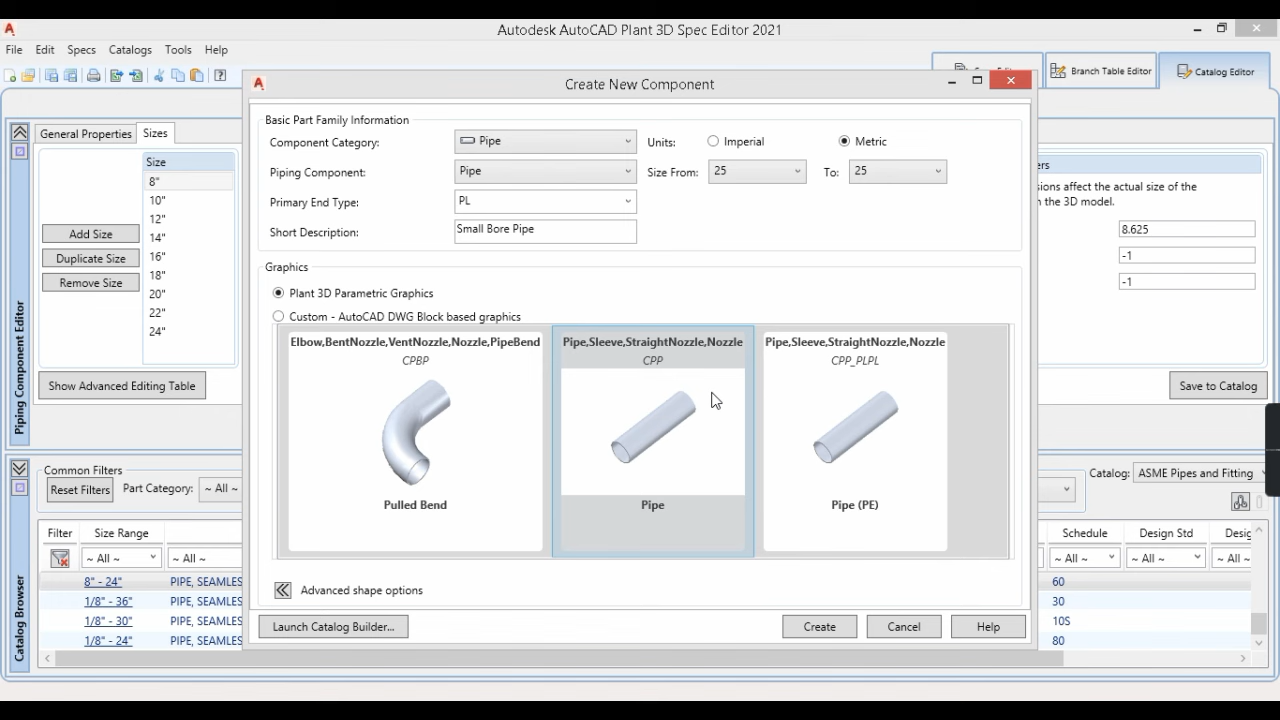 Autodesk AutoCAD Plant 3D Spec Editor 2021
File Edit Specs Catalogs Tools Help
Branch Table Editor
Catalog Editor
Create New Component
General Properties
Sizes
Size
8"
10"
12"
14"
16"
18"
20"
22"
24"
Add Size
Duplicate Size
Remove Size
Show Advanced Editing Table
Piping Component Editor
Basic Part Family Information
Component Category: Pipe
Units: Imperial Metric
Piping Component: Pipe
Size From: 25 To: 25
Primary End Type: PL
Short Description: Small Bore Pipe
Graphics
Plant 3D Parametric Graphics
Custom - AutoCAD DWG Block based graphics
Elbow,BentNozzle,VentNozzle,Nozzle,PipeBend
CPBP
Pulled Bend
Pipe,Sleeve,StraightNozzle,Nozzle
CPP
Pipe
Pipe,Sleeve,StraightNozzle,Nozzle
CPP_PLPL
Pipe (PE)
Advanced shape options
Launch Catalog Builder...
Create
Cancel
Help
ers
sions affect the actual size of the
n the 3D model.
8.625
-1
-1
Save to Catalog
Common Filters
Reset Filters
Part Category: ~ All ~
Catalog: ASME Pipes and Fitting
Catalog Browser
Filter Size Range Schedule Design Std Desig
~ All ~ ~ All ~ ~ All ~ ~ All ~ ~ All
8" - 24" PIPE, SEAMLES 60
1/8" - 36" PIPE, SEAMLES 30
1/8" - 30" PIPE, SEAMLES 10S
1/8" - 24" PIPE, SEAMLES 80